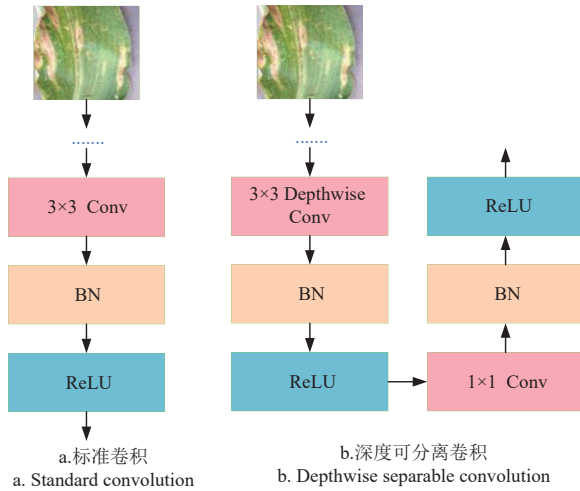 .......
3×3 Conv
BN
ReLU
a.标准卷积
a. Standard convolution
.......
3×3 Depthwise
Conv
BN
ReLU
1×1 Conv
BN
ReLU
b.深度可分离卷积
b. Depthwise separable convolution